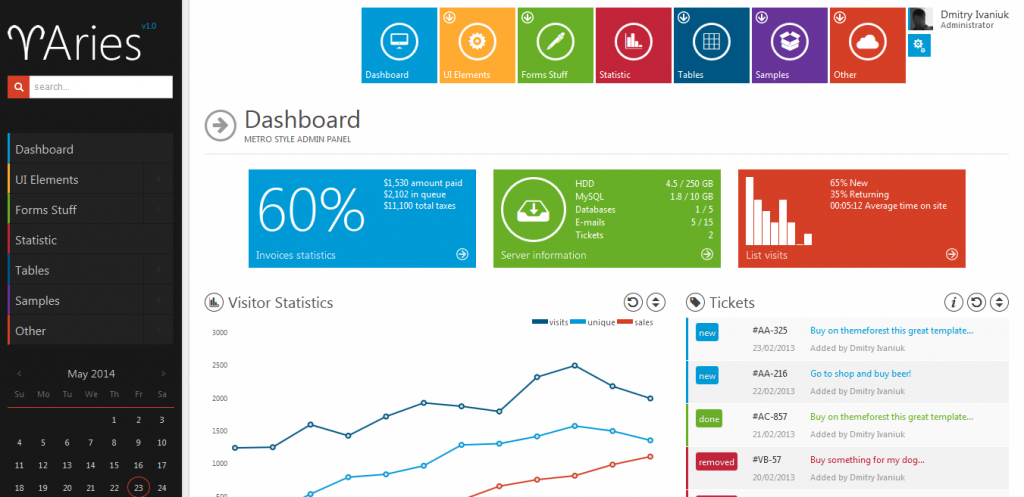 Aries v1.0
search...
Dashboard
UI Elements
Forms Stuff
Statistic
Tables
Samples
Other
May 2014
Su Mo Tu We Th Fr Sa
1 2 3
4 5 6 7 8 9 10
11 12 13 14 15 16 17
18 19 20 21 22 23 24
Dashboard
UI Elements
Forms Stuff
Statistic
Tables
Samples
Other
Dmitry Ivaniuk
Administrator
Dashboard
METRO STYLE ADMIN PANEL
60%
$1,530 amount paid
$2,102 in queue
$11,100 total taxes
Invoices statistics
HDD 4.5 / 250 GB
MySQL 1.8 / 10 GB
Databases 1 / 5
E-mails 5 / 15
Tickets 2
Server information
65% New
35% Returning
00:05:12 Average time on site
List visits
Visitor Statistics
visits unique sales
3000
2500
2000
1500
1000
500
Tickets
new #AA-325 Buy on themeforest this great template...
23/02/2013 Added by Dmitry Ivaniuk
new #AA-216 Go to shop and buy beer!
22/02/2013 Added by Dmitry Ivaniuk
done #AC-857 Buy on themeforest this great template...
21/02/2013 Added by Dmitry Ivaniuk
removed #VB-57 Buy something for my dog...
20/02/2013 Added by Dmitry Ivaniuk